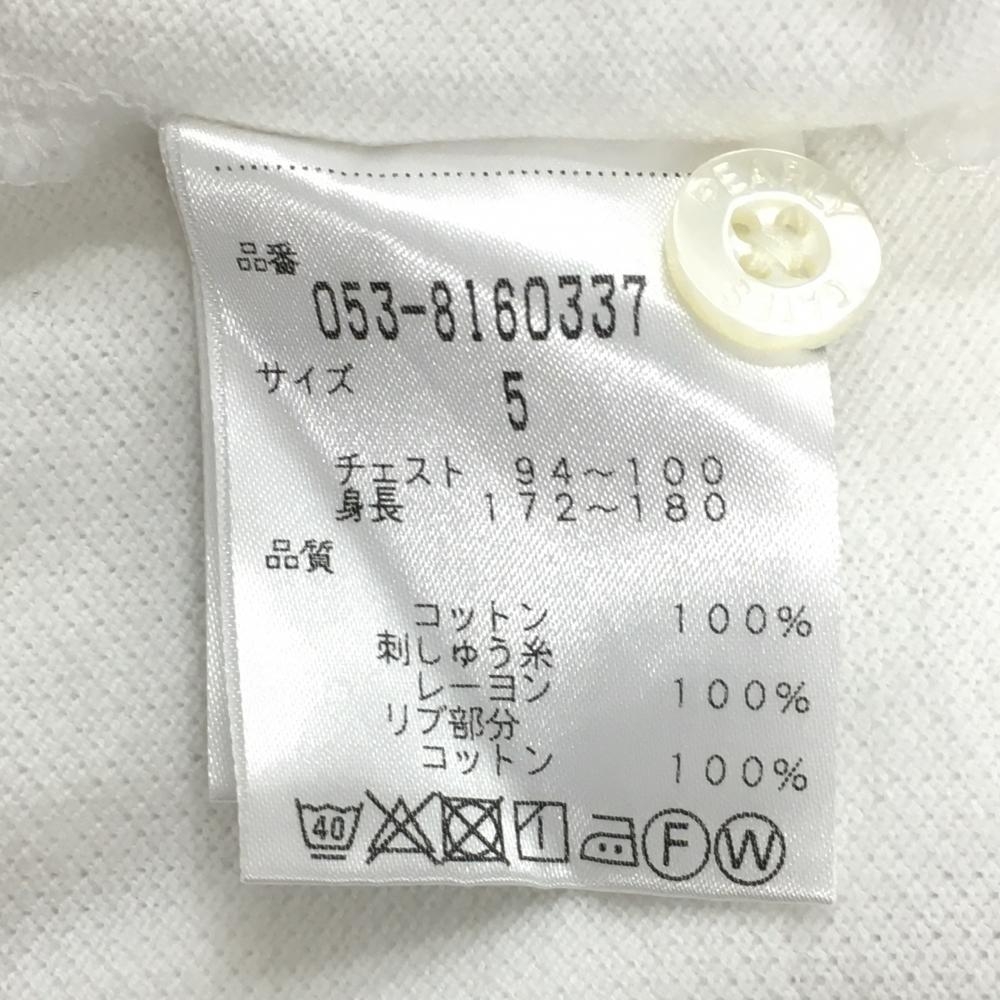 品番
053-8160337
サイズ
5
チェスト 94～100
身長 172～180
品質
コットン 100%
刺しゅう糸
レーヨン 100%
リブ部分
コットン 100%
40 1 F W